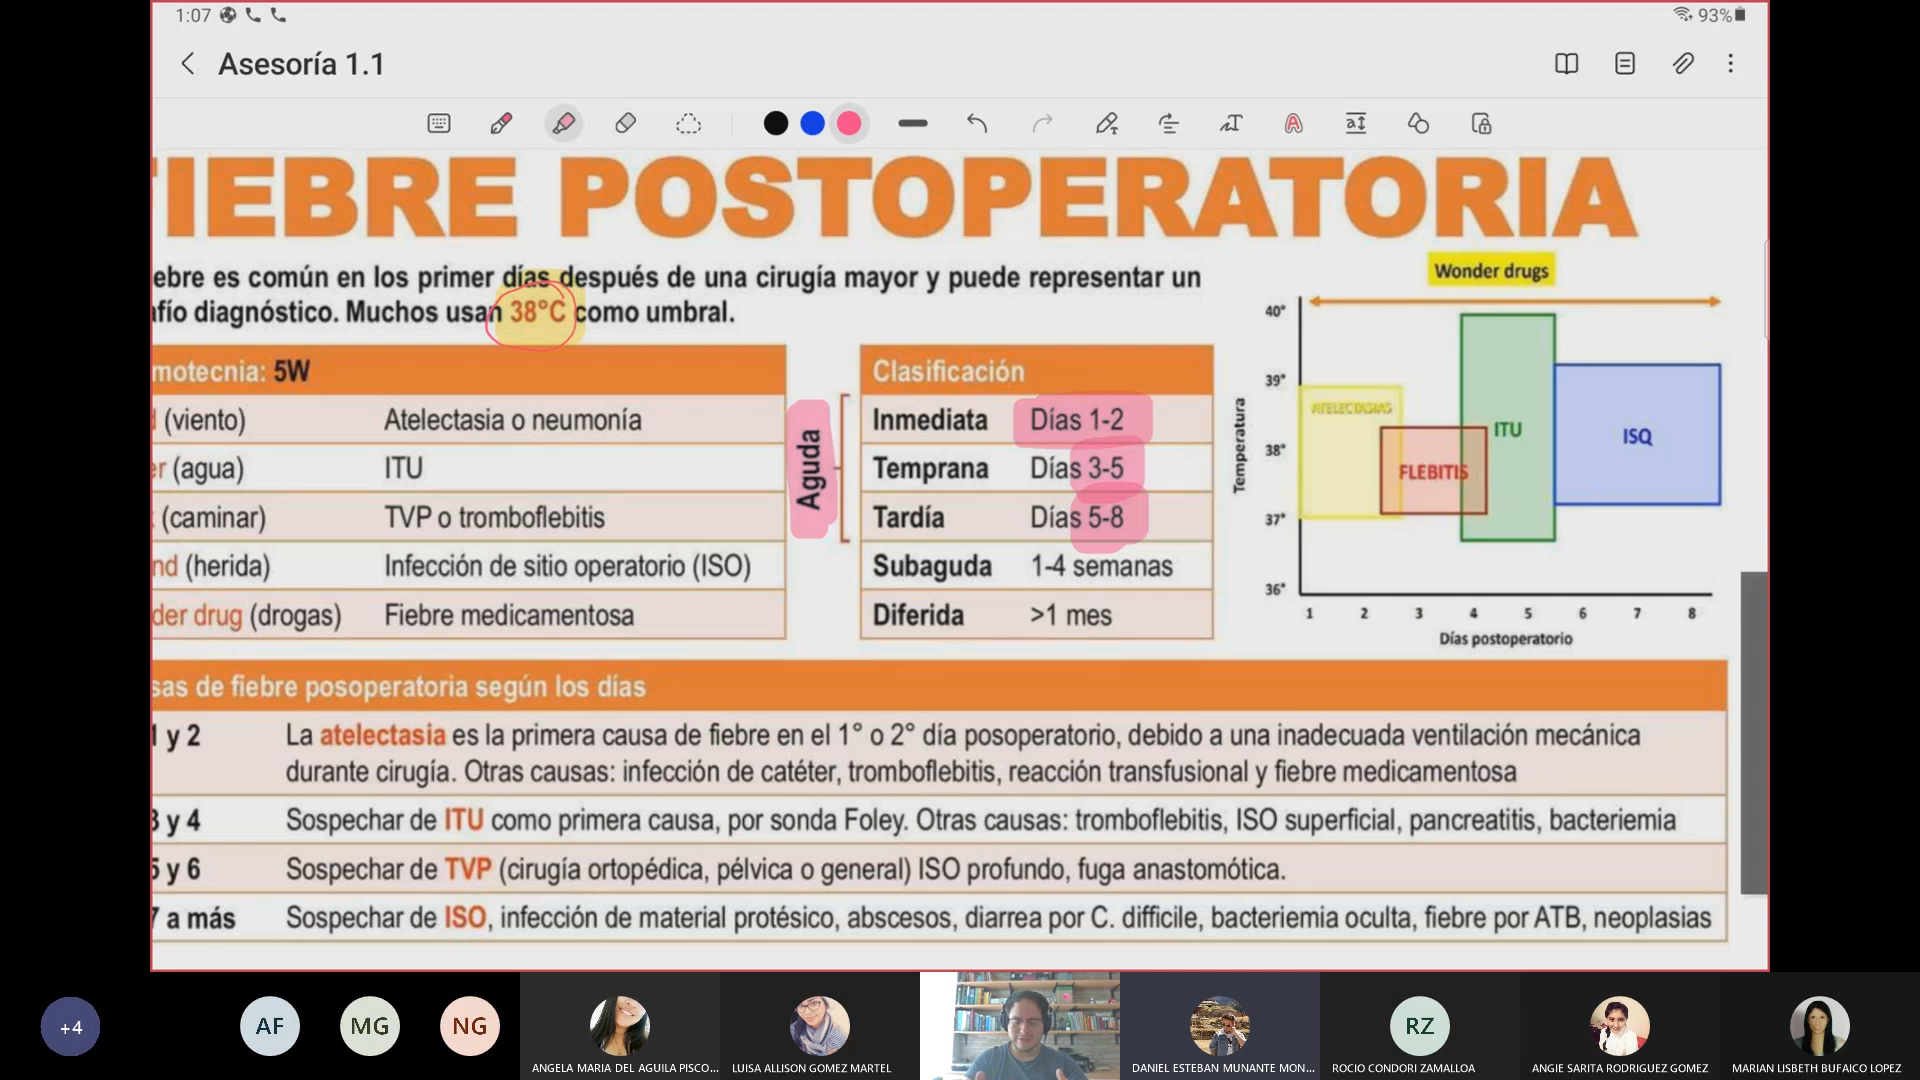 1:07
93%
Asesoría 1.1
FIEBRE POSTOPERATORIA
ebre es común en los primer días después de una cirugía mayor y puede representar un
fío diagnóstico. Muchos usan 38°C como umbral.
motecnia: 5W
(viento) Atelectasia o neumonía
er (agua) ITU
(caminar) TVP o tromboflebitis
nd (herida) Infección de sitio operatorio (ISO)
der drug (drogas) Fiebre medicamentosa
Aguda
Clasificación
Inmediata Días 1-2
Temprana Días 3-5
Tardía Días 5-8
Subaguda 1-4 semanas
Diferida >1 mes
Wonder drugs
Temperatura
40°
39°
38°
37°
36°
ATELECTASIAS
FLEBITIS
ITU
ISQ
1 2 3 4 5 6 7 8
Días postoperatorio
sas de fiebre posoperatoria según los días
1 y 2 La atelectasia es la primera causa de fiebre en el 1° o 2° día posoperatorio, debido a una inadecuada ventilación mecánica
durante cirugía. Otras causas: infección de catéter, tromboflebitis, reacción transfusional y fiebre medicamentosa
3 y 4 Sospechar de ITU como primera causa, por sonda Foley. Otras causas: tromboflebitis, ISO superficial, pancreatitis, bacteriemia
5 y 6 Sospechar de TVP (cirugía ortopédica, pélvica o general) ISO profundo, fuga anastomótica.
7 a más Sospechar de ISO, infección de material protésico, abscesos, diarrea por C. difficile, bacteriemia oculta, fiebre por ATB, neoplasias
+4
AF
MG
NG
RZ
ANGELA MARIA DEL AGUILA PISCO...
LUISA ALLISON GOMEZ MARTEL
DANIEL ESTEBAN MUNANTE MON...
ROCIO CONDORI ZAMALLOA
ANGIE SARITA RODRIGUEZ GOMEZ
MARIAN LISBETH BUFAICO LOPEZ